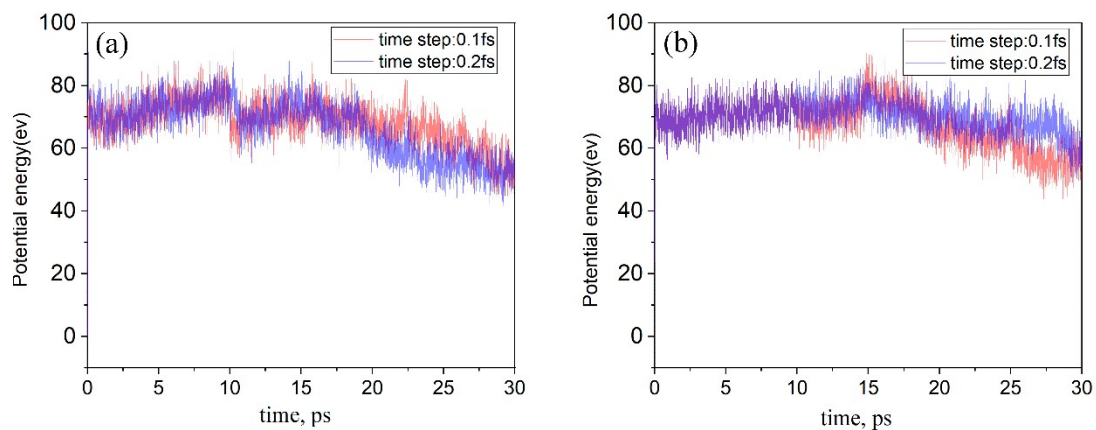 (a)
time step:0.1fs
time step:0.2fs
100
80
60
40
20
0
Potential energy(ev)
0 5 10 15 20 25 30
time, ps
(b)
time step:0.1fs
time step:0.2fs
100
80
60
40
20
0
Potential energy(ev)
0 5 10 15 20 25 30
time, ps